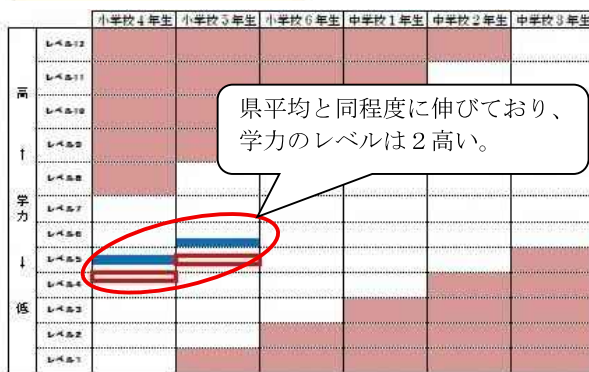 小学校4年生 小学校5年生 小学校6年生 中学校1年生 中学校2年生 中学校3年生
高
↑
学力
↓
低
レベル12
レベル11
レベル10
レベル9
レベル8
レベル7
レベル6
レベル5
レベル4
レベル3
レベル2
レベル1
県平均と同程度に伸びており、
学力のレベルは2高い。